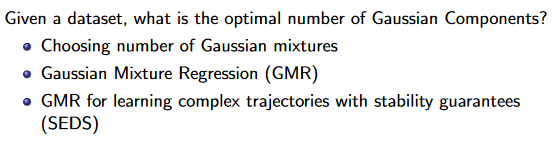 Given a dataset, what is the optimal number of Gaussian Components?
Choosing number of Gaussian mixtures
Gaussian Mixture Regression (GMR)
GMR for learning complex trajectories with stability guarantees
(SEDS)